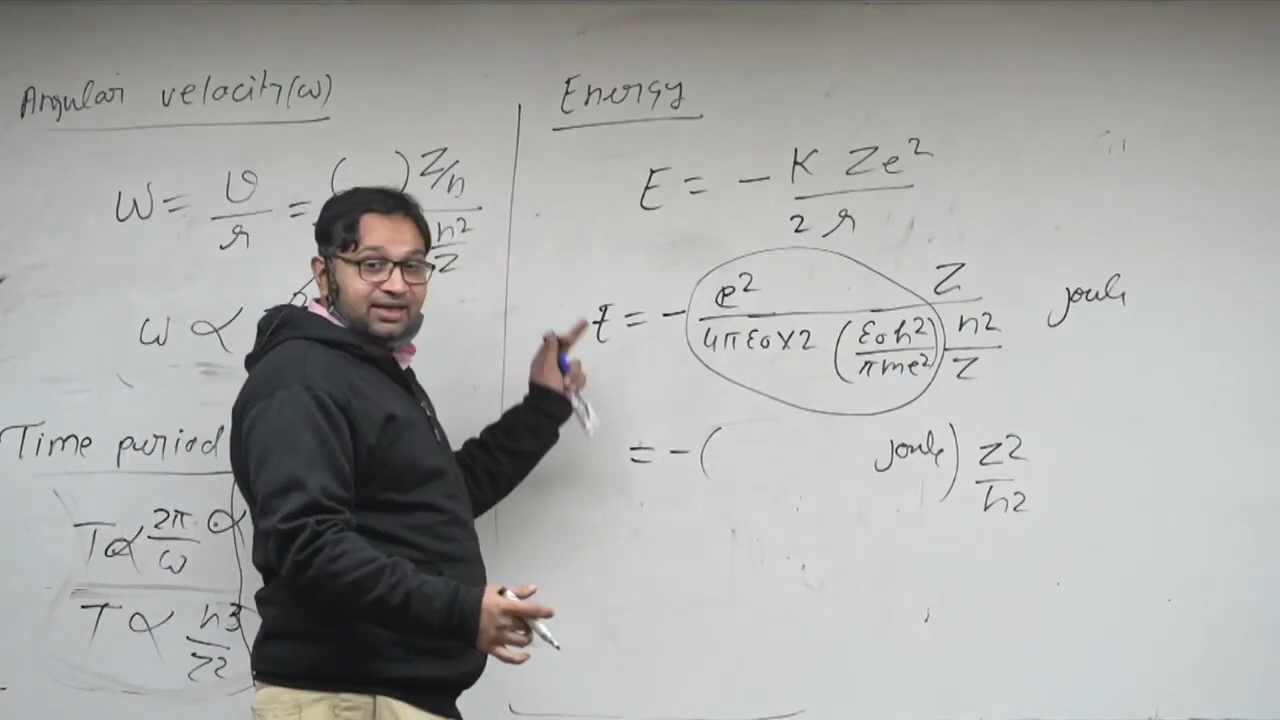 Angular velocity(ω)
ω = v/r = ( ) Z/n / n²/Z
ω ∝
Time period
T ∝ 2π/ω ∝
T ∝ n3/Z2
Energy
E = - K Ze²/2r
E = - e²/4πε0×2 (ε0h²/πme²) Z/n2/Z joule
= - ( joule) Z2/n2